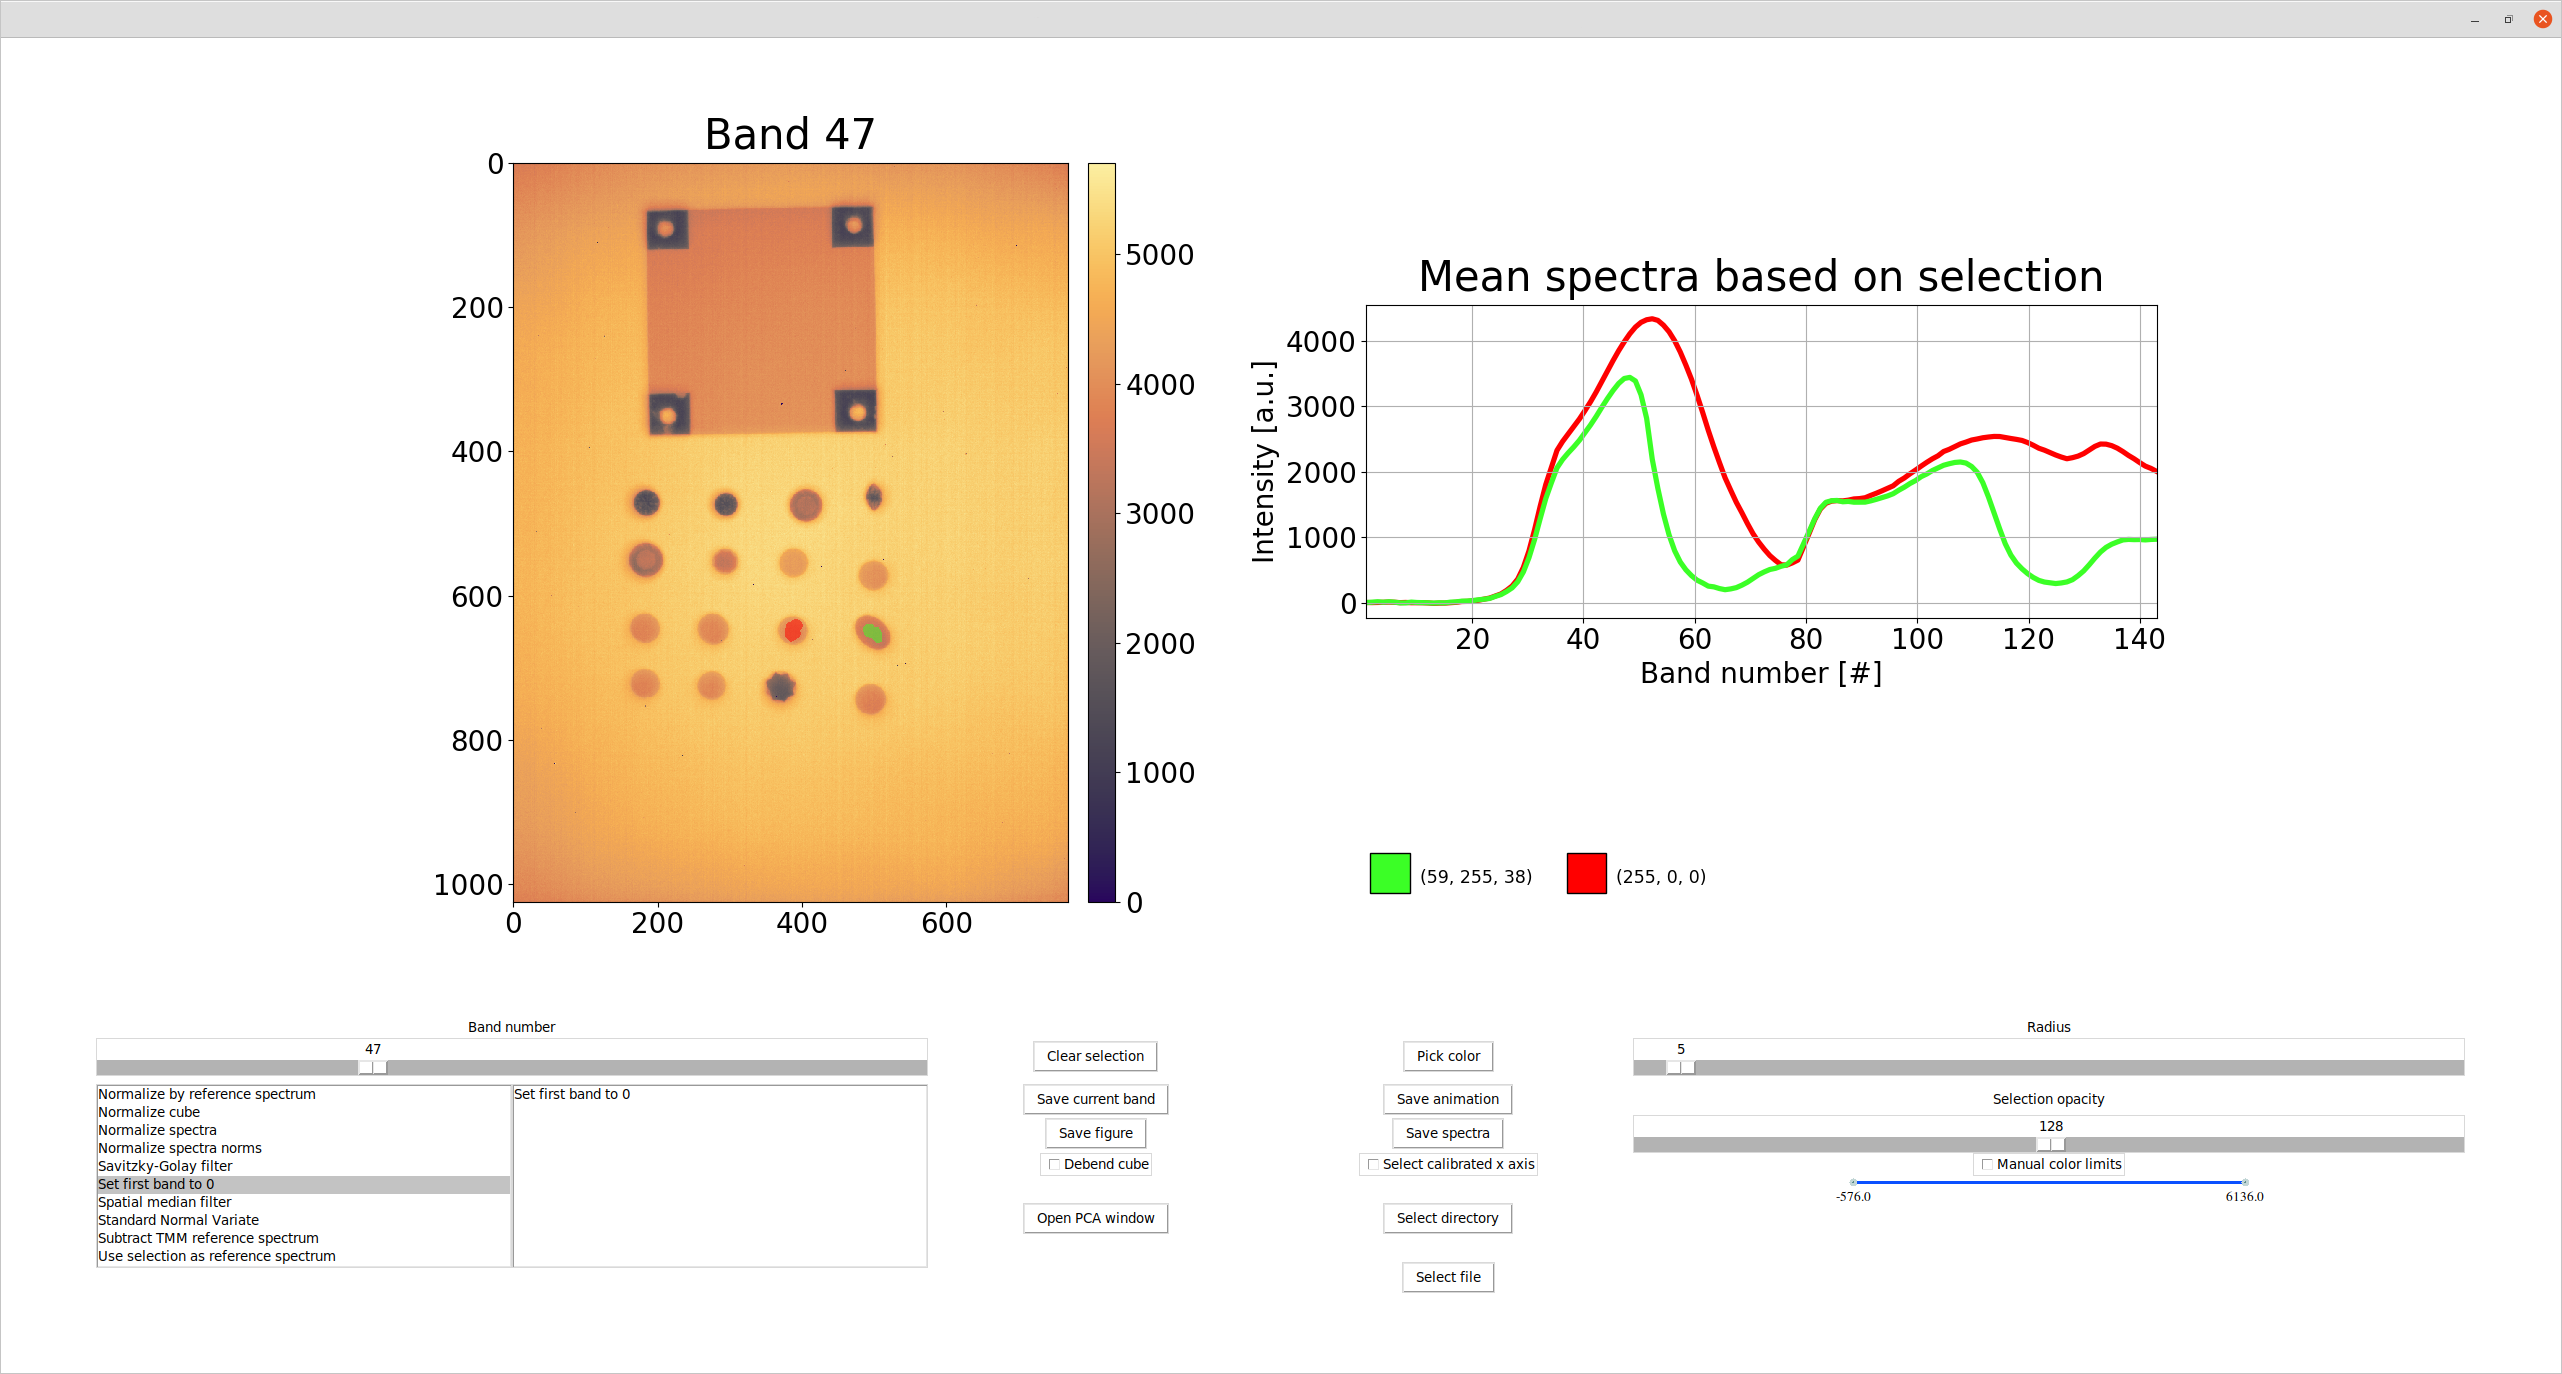 Band 47
0
200
400
600
800
1000
0 200 400 600
5000
4000
3000
2000
1000
0
Mean spectra based on selection
Intensity [a.u.]
4000
3000
2000
1000
0
20 40 60 80 100 120 140
Band number [#]
(59, 255, 38) (255, 0, 0)
Band number
47
Normalize by reference spectrum
Normalize cube
Normalize spectra
Normalize spectra norms
Savitzky-Golay filter
Set first band to 0
Spatial median filter
Standard Normal Variate
Subtract TMM reference spectrum
Use selection as reference spectrum
Set first band to 0
Clear selection
Save current band
Save figure
Debend cube
Open PCA window
Pick color
Save animation
Save spectra
Select calibrated x axis
Select directory
Select file
Radius
5
Selection opacity
128
Manual color limits
-576.0 6136.0